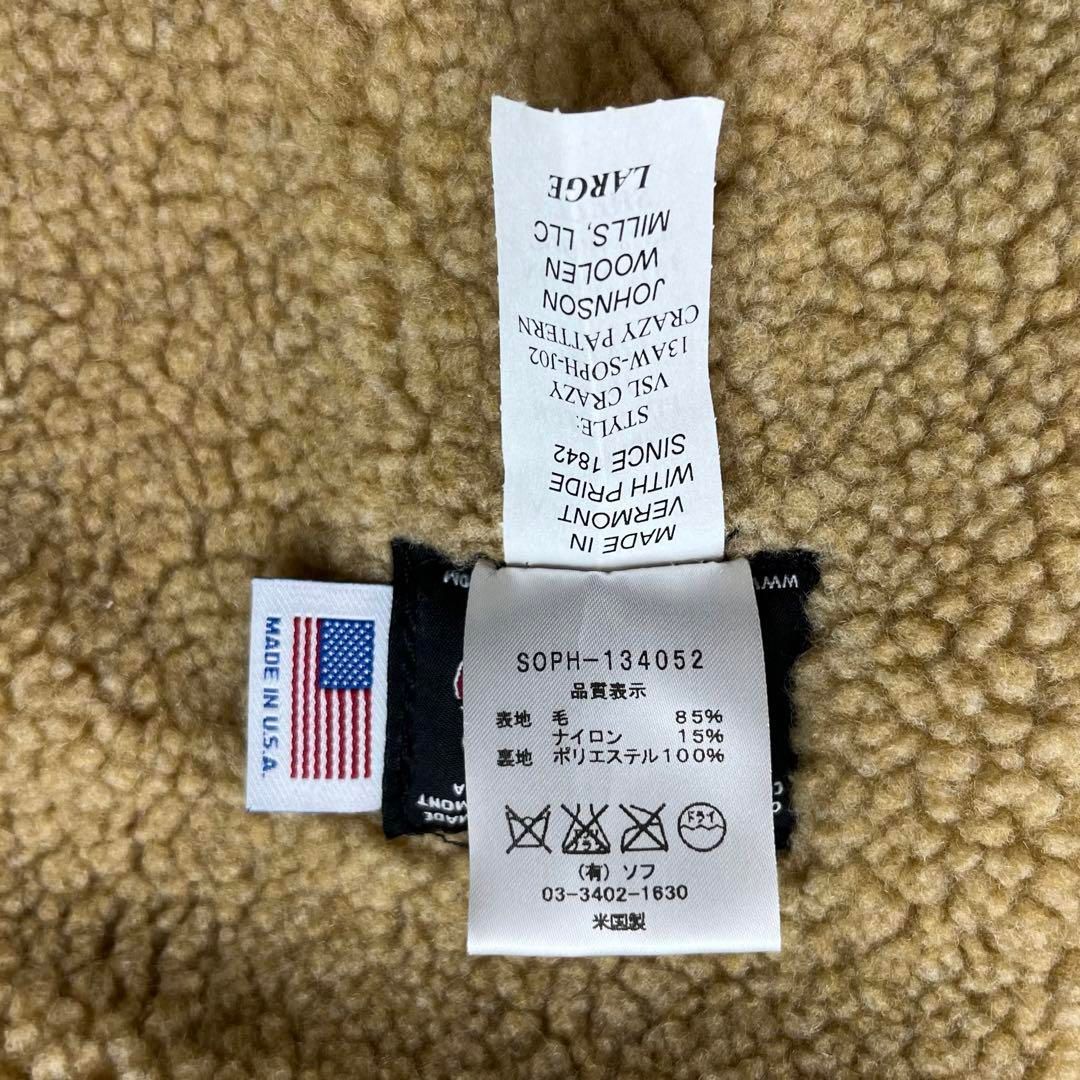 MADE IN
VERMONT
WITH PRIDE
SINCE 1842
STYLE:
VSL CRAZY
13AW-SOPH-J02
CRAZY PATTERN
JOHNSON
WOOLEN
MILLS, LLC
LARGE
MADE IN U.S.A.
WWW
SOPH-134052
品質表示
表地 毛 85%
ナイロン 15%
裏地 ポリエステル100%
ドライ
(有) ソフ
03-3402-1630
米国製